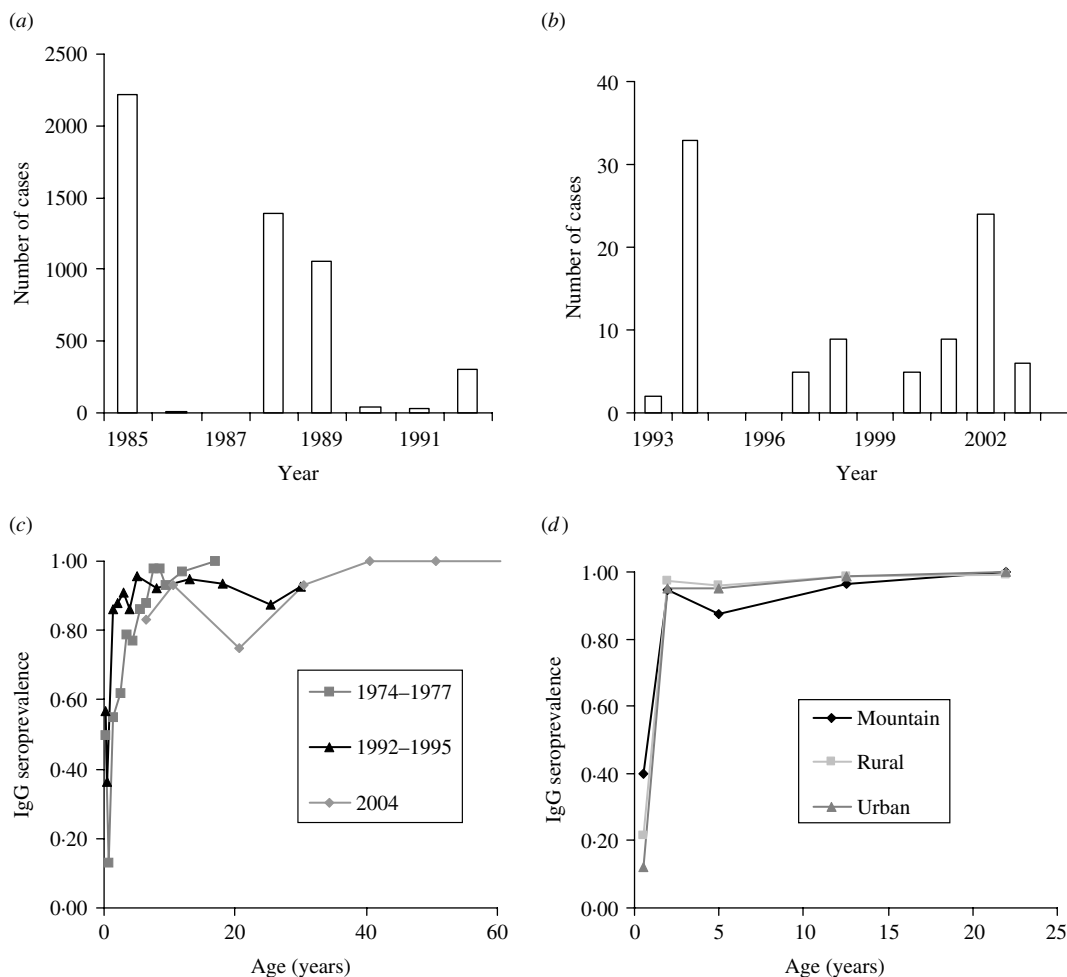 (a)
2500
2000
1500
1000
500
0
Number of cases
1985 1987 1989 1991
Year
(b)
40
30
20
10
0
Number of cases
1993 1996 1999 2002
Year
(c)
1·00
0·80
0·60
0·40
0·20
0·00
IgG seroprevalence
1974–1977
1992–1995
2004
0 20 40 60
Age (years)
(d)
1·00
0·80
0·60
0·40
0·20
0·00
IgG seroprevalence
Mountain
Rural
Urban
0 5 10 15 20 25
Age (years)